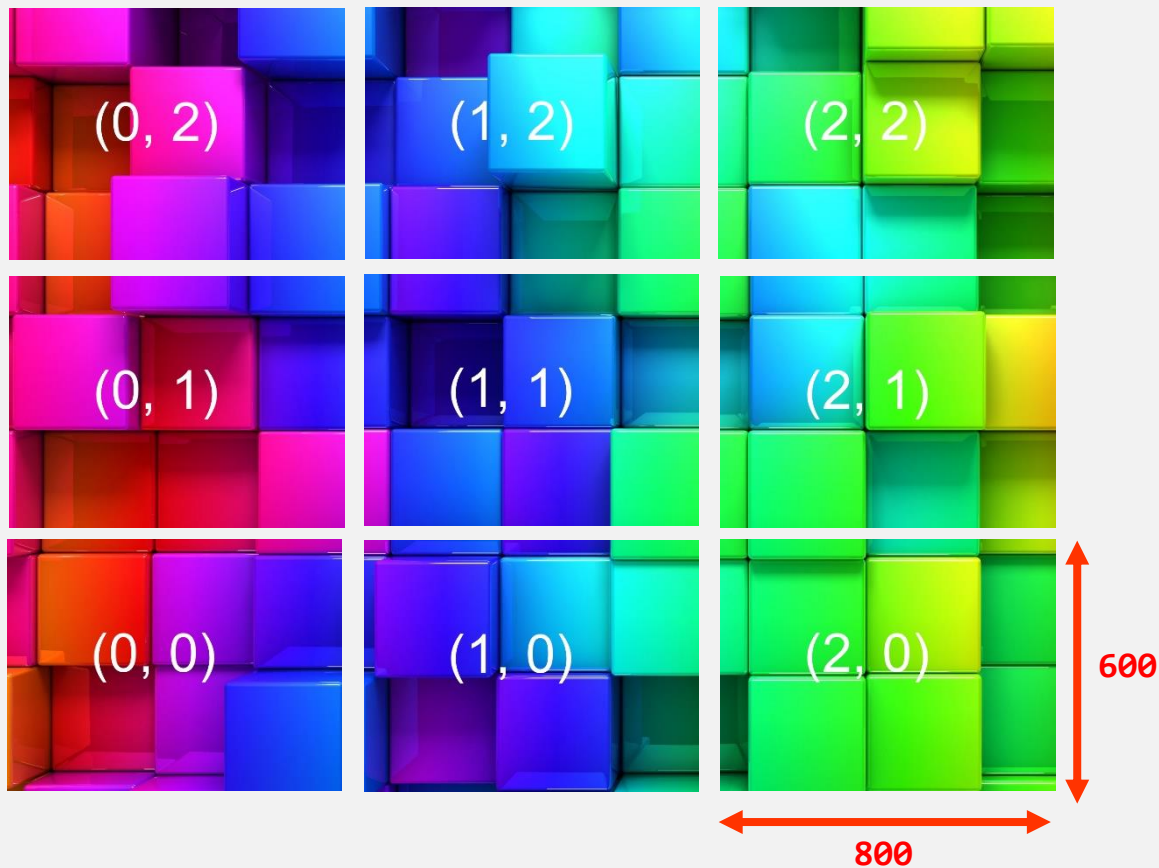 (0, 2) (1, 2) (2, 2)
(0, 1) (1, 1) (2, 1)
(0, 0) (1, 0) (2, 0)
600
800